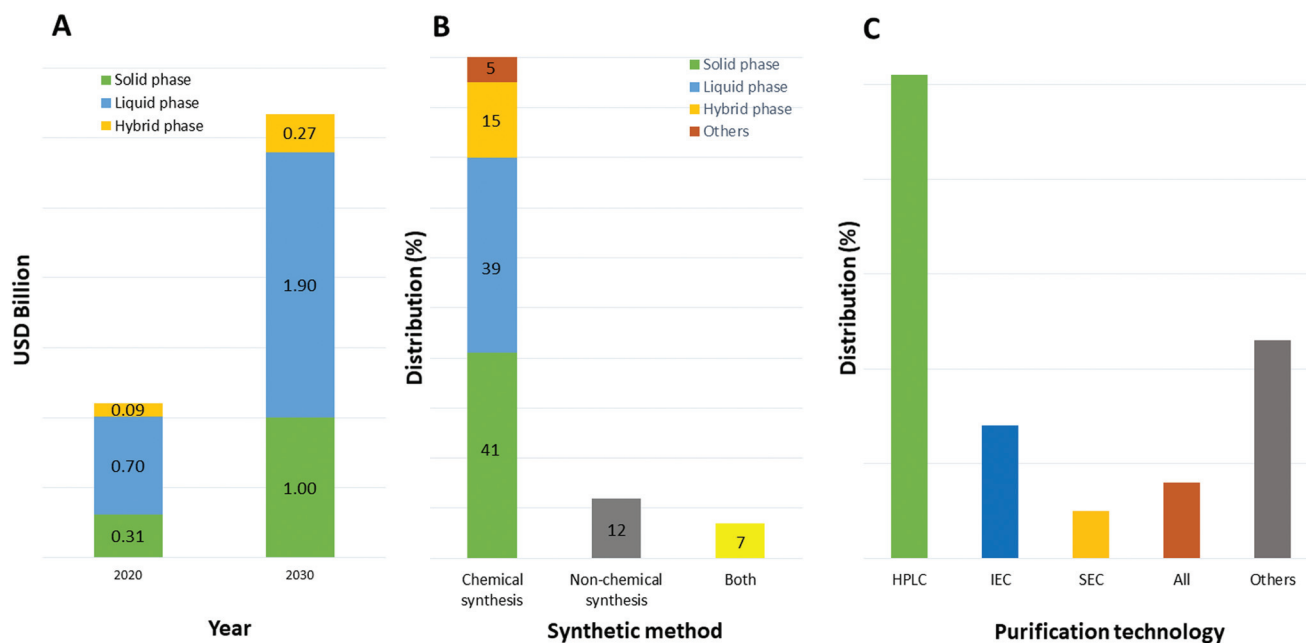 A
Solid phase
Liquid phase
Hybrid phase
USD Billion
0.09
0.70
0.31
0.27
1.90
1.00
2020
2030
Year
B
Solid phase
Liquid phase
Hybrid phase
Others
Distribution (%)
5
15
39
41
12
7
Chemical
synthesis
Non-chemical
synthesis
Both
Synthetic method
C
Distribution (%)
HPLC
IEC
SEC
All
Others
Purification technology